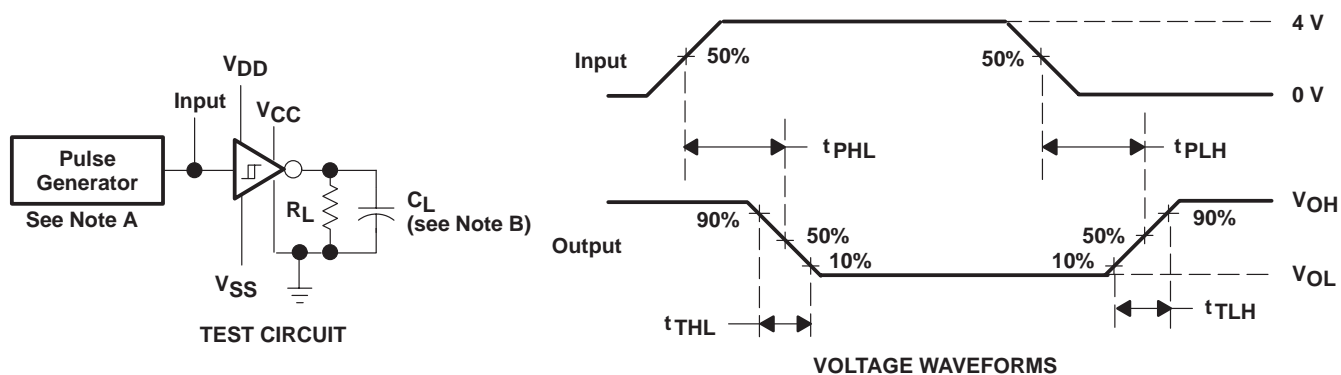 VDD
Input
VCC
Pulse
Generator
See Note A
RL
CL
(see Note B)
VSS
TEST CIRCUIT
4 V
Input
50%
50%
0 V
tPHL
tPLH
VOH
90%
90%
Output
50%
50%
10%
10%
VOL
tTHL
tTLH
VOLTAGE WAVEFORMS